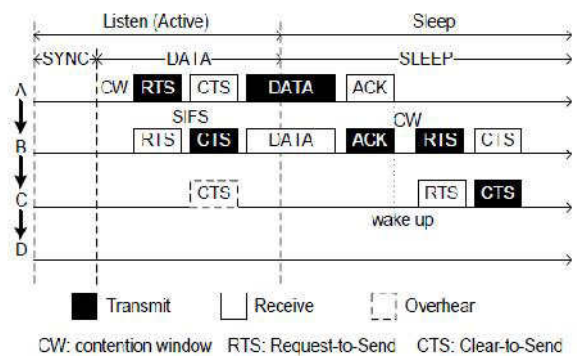 Listen (Active) Sleep
SYNC DATA SLEEP
A CW RTS CTS DATA ACK
SIFS CW
B RTS CTS DATA ACK RTS CTS
C CTS RTS CTS
wake up
D
Transmit Receive Overhear
CW: contention window RTS: Request-to-Send CTS: Clear-to-Send